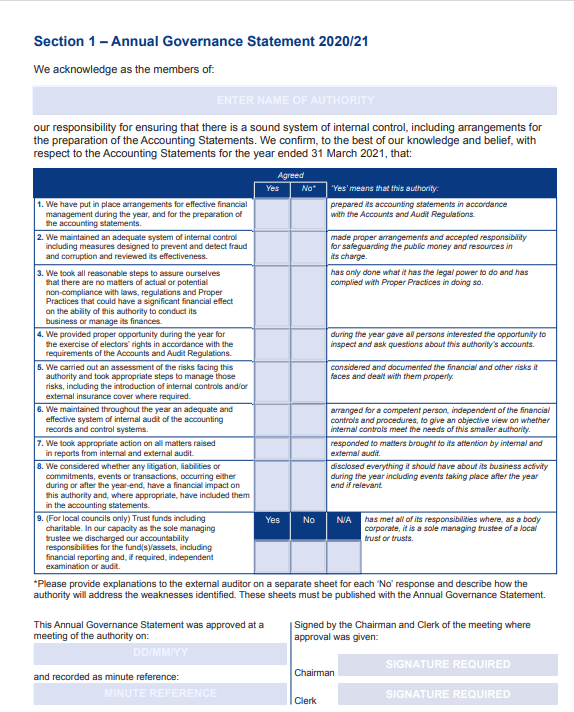 Section 1 – Annual Governance Statement 2020/21
We acknowledge as the members of:
ENTER NAME OF AUTHORITY
our responsibility for ensuring that there is a sound system of internal control, including arrangements for
the preparation of the Accounting Statements. We confirm, to the best of our knowledge and belief, with
respect to the Accounting Statements for the year ended 31 March 2021, that:
Agreed
Yes No* 'Yes' means that this authority:
1. We have put in place arrangements for effective financial
management during the year, and for the preparation of
the accounting statements.
prepared its accounting statements in accordance
with the Accounts and Audit Regulations.
2. We maintained an adequate system of internal control
including measures designed to prevent and detect fraud
and corruption and reviewed its effectiveness.
made proper arrangements and accepted responsibility
for safeguarding the public money and resources in
its charge.
3. We took all reasonable steps to assure ourselves
that there are no matters of actual or potential
non-compliance with laws, regulations and Proper
Practices that could have a significant financial effect
on the ability of this authority to conduct its
business or manage its finances.
has only done what it has the legal power to do and has
complied with Proper Practices in doing so.
4. We provided proper opportunity during the year for
the exercise of electors' rights in accordance with the
requirements of the Accounts and Audit Regulations.
during the year gave all persons interested the opportunity to
inspect and ask questions about this authority's accounts.
5. We carried out an assessment of the risks facing this
authority and took appropriate steps to manage those
risks, including the introduction of internal controls and/or
external insurance cover where required.
considered and documented the financial and other risks it
faces and dealt with them properly.
6. We maintained throughout the year an adequate and
effective system of internal audit of the accounting
records and control systems.
arranged for a competent person, independent of the financial
controls and procedures, to give an objective view on whether
internal controls meet the needs of this smaller authority.
7. We took appropriate action on all matters raised
in reports from internal and external audit.
responded to matters brought to its attention by internal and
external audit.
8. We considered whether any litigation, liabilities or
commitments, events or transactions, occurring either
during or after the year-end, have a financial impact on
this authority and, where appropriate, have included them
in the accounting statements.
disclosed everything it should have about its business activity
during the year including events taking place after the year
end if relevant.
9. (For local councils only) Trust funds including
charitable. In our capacity as the sole managing
trustee we discharged our accountability
responsibilities for the fund(s)/assets, including
financial reporting and, if required, independent
examination or audit.
Yes No N/A
has met all of its responsibilities where, as a body
corporate, it is a sole managing trustee of a local
trust or trusts.
*Please provide explanations to the external auditor on a separate sheet for each 'No' response and describe how the
authority will address the weaknesses identified. These sheets must be published with the Annual Governance Statement.
This Annual Governance Statement was approved at a
meeting of the authority on:
DD/MM/YY
and recorded as minute reference:
MINUTE REFERENCE
Signed by the Chairman and Clerk of the meeting where
approval was given:
Chairman SIGNATURE REQUIRED
Clerk SIGNATURE REQUIRED